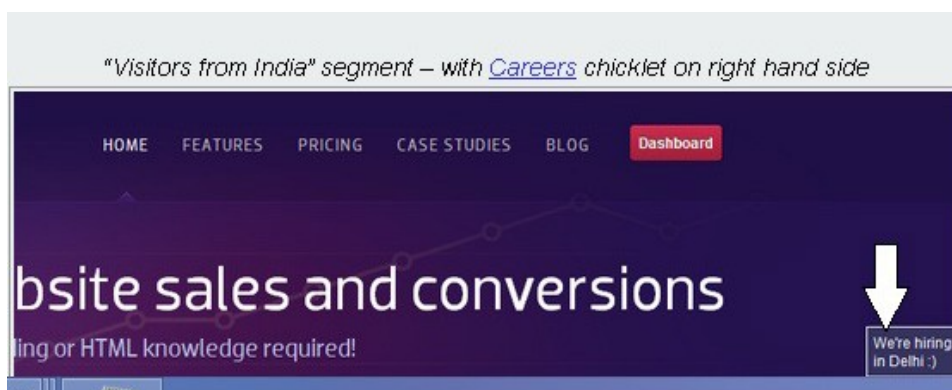 "Visitors from India" segment – with Careers chicklet on right hand side
HOME FEATURES PRICING CASE STUDIES BLOG Dashboard
bsite sales and conversions
ling or HTML knowledge required!
We're hiring
in Delhi :)